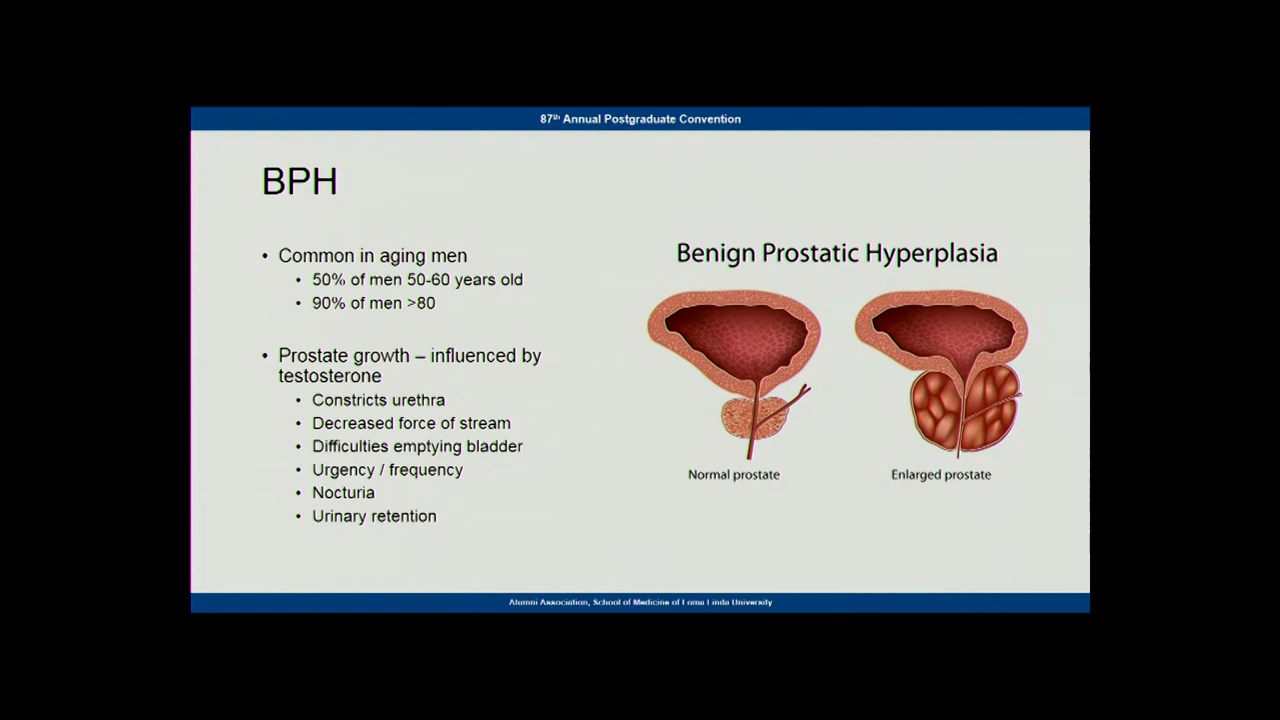 87th Annual Postgraduate Convention
BPH
• Common in aging men
• 50% of men 50-60 years old
• 90% of men >80
• Prostate growth – influenced by
testosterone
• Constricts urethra
• Decreased force of stream
• Difficulties emptying bladder
• Urgency / frequency
• Nocturia
• Urinary retention
Benign Prostatic Hyperplasia
Normal prostate
Enlarged prostate
Alumni Association, School of Medicine of Loma Linda University